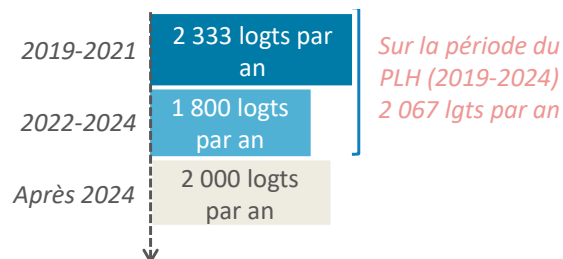 2019-2021
2 333 logts par
an
Sur la période du
PLH (2019-2024)
2 067 lgts par an
2022-2024
1 800 logts
par an
Après 2024
2 000 logts
par an